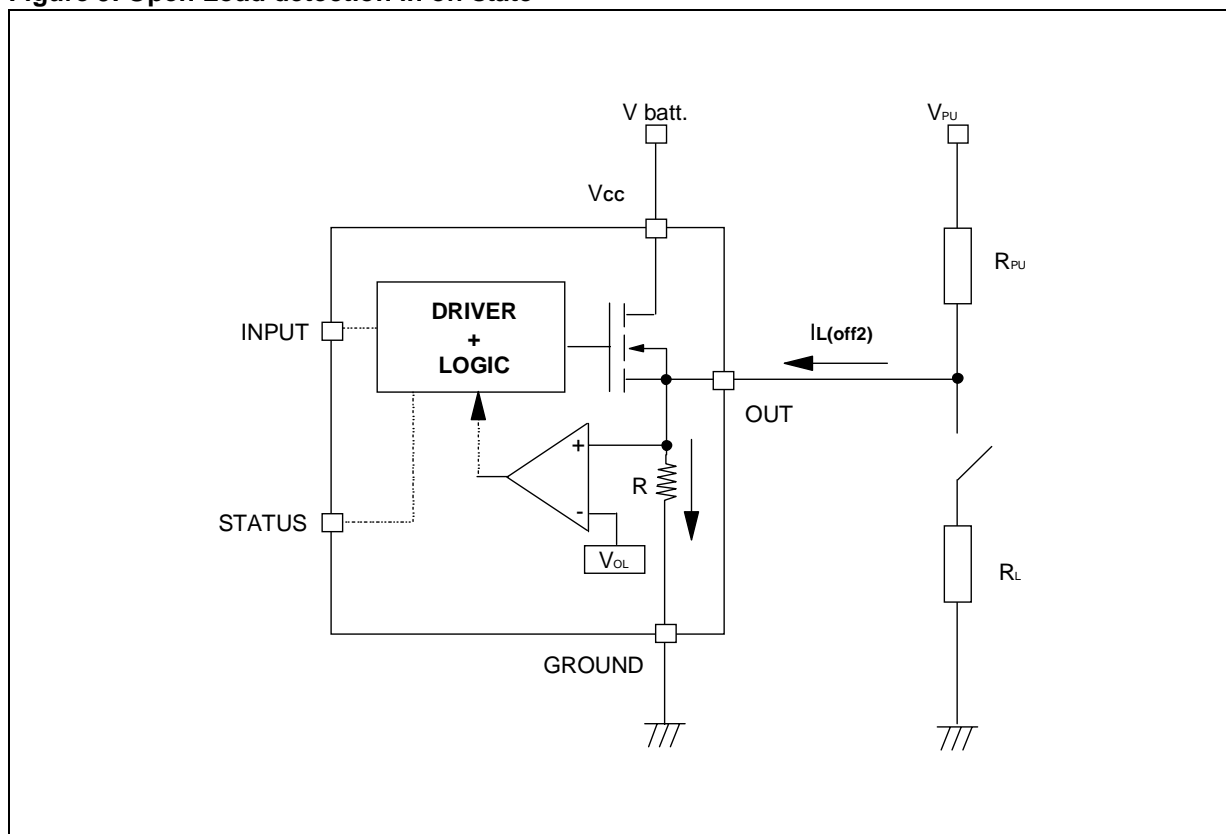 V batt.
VPU
Vcc
RPU
DRIVER
+
LOGIC
INPUT
IL(off2)
OUT
+
R
-
STATUS
VOL
RL
GROUND